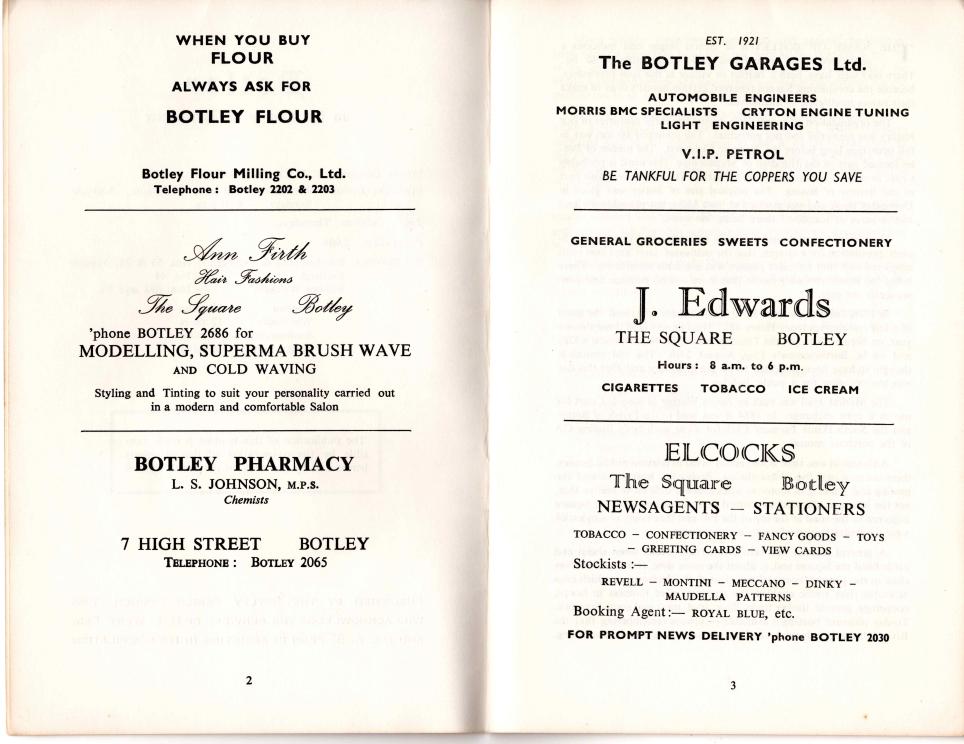 WHEN YOU BUY
FLOUR
ALWAYS ASK FOR
BOTLEY FLOUR
Botley Flour Milling Co., Ltd.
Telephone : Botley 2202 & 2203
Ann Firth
Hair Fashions
The Square Botley
'phone BOTLEY 2686 for
MODELLING, SUPERMA BRUSH WAVE
AND COLD WAVING
Styling and Tinting to suit your personality carried out
in a modern and comfortable Salon
BOTLEY PHARMACY
L. S. JOHNSON, M.P.S.
Chemists
7 HIGH STREET BOTLEY
TELEPHONE : BOTLEY 2065
2
EST. 1921
The BOTLEY GARAGES Ltd.
AUTOMOBILE ENGINEERS
MORRIS BMC SPECIALISTS CRYTON ENGINE TUNING
LIGHT ENGINEERING
V.I.P. PETROL
BE TANKFUL FOR THE COPPERS YOU SAVE
GENERAL GROCERIES SWEETS CONFECTIONERY
J. Edwards
THE SQUARE BOTLEY
Hours : 8 a.m. to 6 p.m.
CIGARETTES TOBACCO ICE CREAM
ELCOCKS
The Square Botley
NEWSAGENTS — STATIONERS
TOBACCO – CONFECTIONERY – FANCY GOODS – TOYS
– GREETING CARDS – VIEW CARDS
Stockists :—
REVELL – MONTINI – MECCANO – DINKY –
MAUDELLA PATTERNS
Booking Agent :— ROYAL BLUE, etc.
FOR PROMPT NEWS DELIVERY 'phone BOTLEY 2030
3